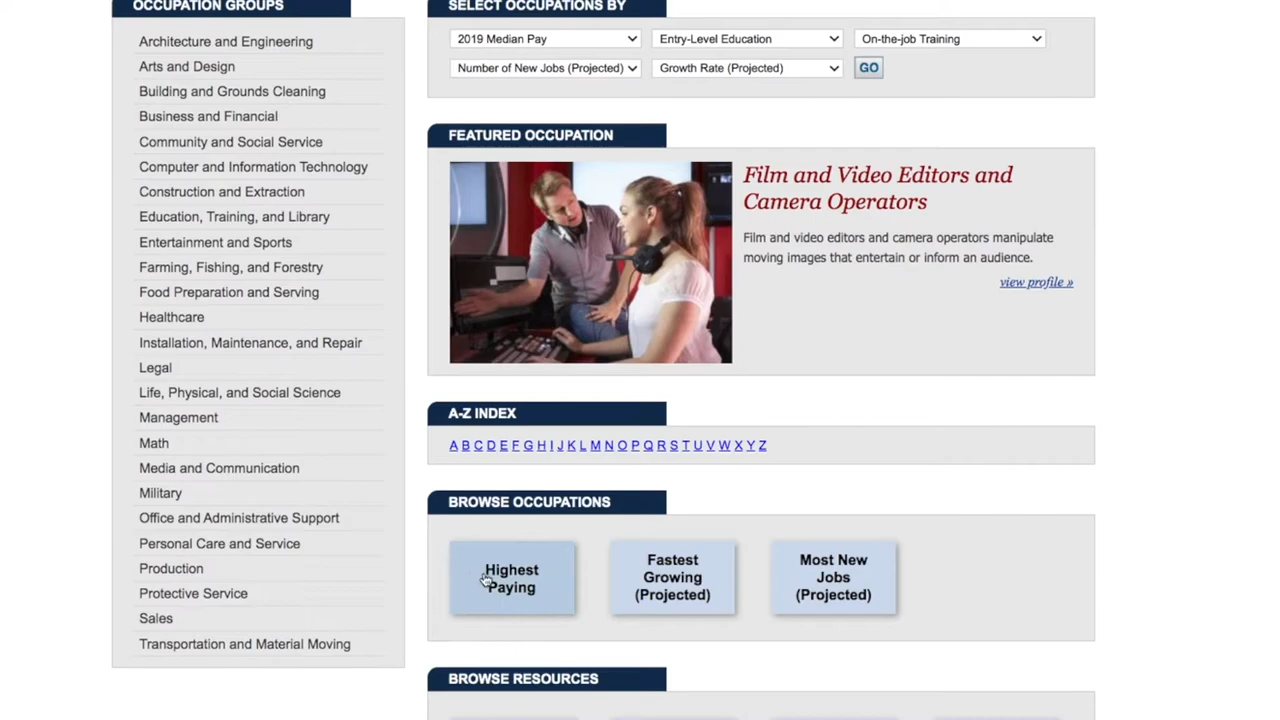 OCCUPATION GROUPS
Architecture and Engineering
Arts and Design
Building and Grounds Cleaning
Business and Financial
Community and Social Service
Computer and Information Technology
Construction and Extraction
Education, Training, and Library
Entertainment and Sports
Farming, Fishing, and Forestry
Food Preparation and Serving
Healthcare
Installation, Maintenance, and Repair
Legal
Life, Physical, and Social Science
Management
Math
Media and Communication
Military
Office and Administrative Support
Personal Care and Service
Production
Protective Service
Sales
Transportation and Material Moving
SELECT OCCUPATIONS BY
2019 Median Pay Entry-Level Education On-the-job Training
Number of New Jobs (Projected) Growth Rate (Projected) GO
FEATURED OCCUPATION
Film and Video Editors and
Camera Operators
Film and video editors and camera operators manipulate
moving images that entertain or inform an audience.
view profile »
A-Z INDEX
A B C D E F G H I J K L M N O P Q R S T U V W X Y Z
BROWSE OCCUPATIONS
Highest
Paying
Fastest
Growing
(Projected)
Most New
Jobs
(Projected)
BROWSE RESOURCES